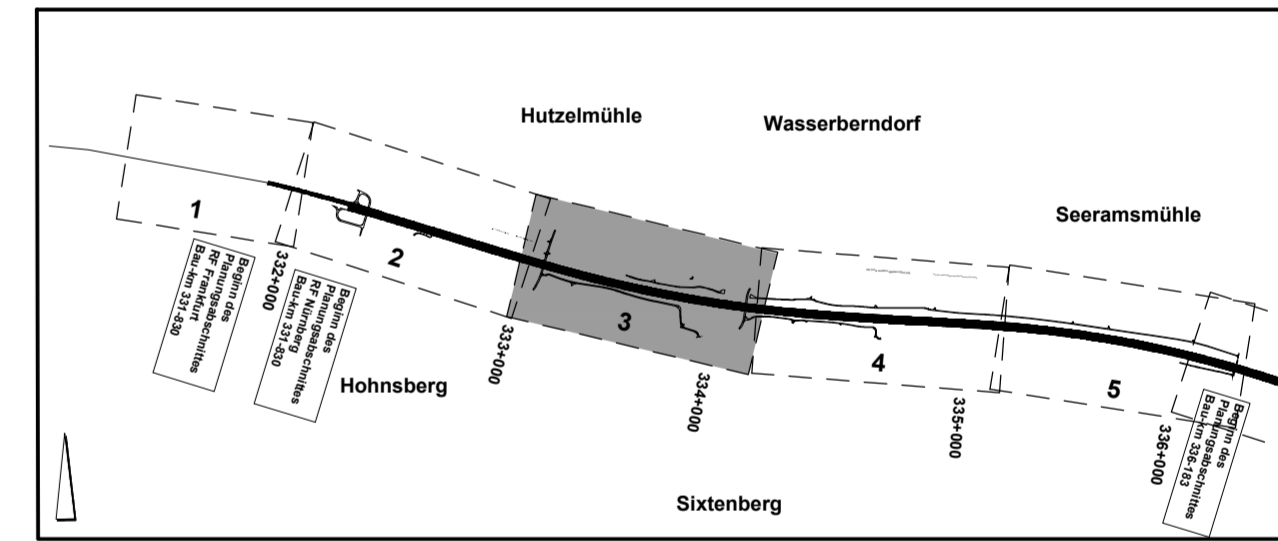 Hutzelmühle
Wasserberndorf
Seeramsmühle
1
2
3
4
5
332+000
333+000
334+000
335+000
336+000
Beginn des
Planungsabschnittes
RF Frankfurt
Bau-km 331-830
Beginn des
Planungsabschnittes
RF Nürnberg
Bau-km 331-830
Hohnsberg
Beginn des
Planungsabschnittes
Bau-km 336-183
Sixtenberg